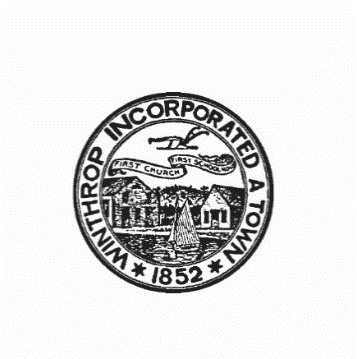 WINTHROP INCORPORATED A TOWN
★ 1852 ★
FIRST CHURCH
FIRST SCHOOL